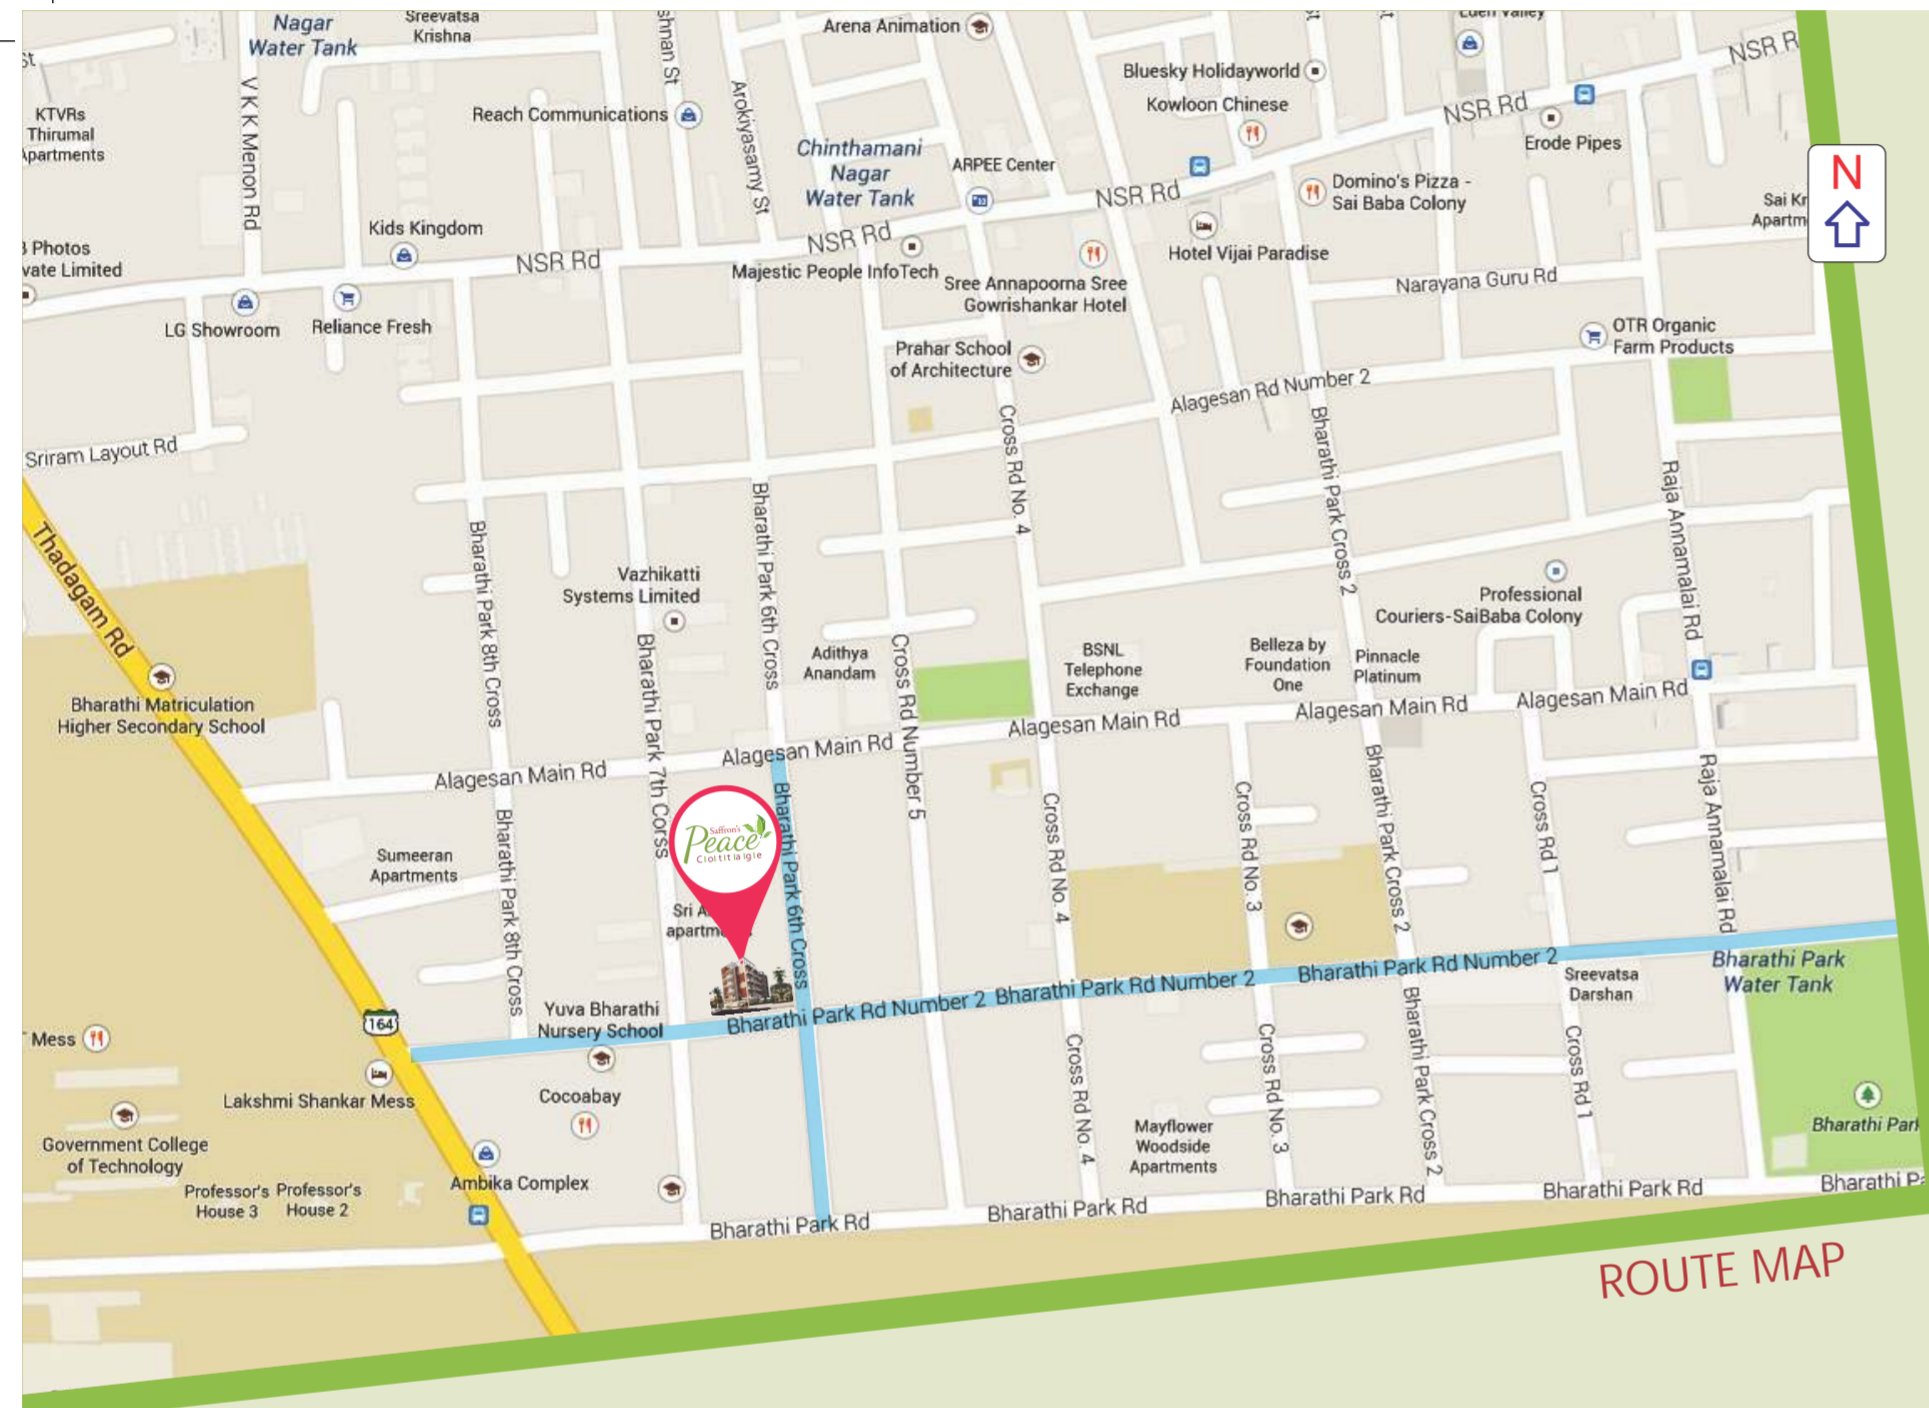 Nagar
Water Tank
Sreevatsa
Krishna
shnan St
Arena Animation
St
KTVRs
Thirumal
Apartments
V K K Menon Rd
Reach Communications
Arokiyasamy St
Chinthamani
Nagar
Water Tank
ARPEE Center
Bluesky Holidayworld
Kowloon Chinese
NSR Rd
NSR R
Erode Pipes
N
Kids Kingdom
NSR Rd
NSR Rd
NSR Rd
Domino's Pizza -
Sai Baba Colony
Sai Kr
Apartm
Photos
vate Limited
Majestic People InfoTech
Hotel Vijai Paradise
Sree Annapoorna Sree
Gowrishankar Hotel
Narayana Guru Rd
LG Showroom
Reliance Fresh
OTR Organic
Farm Products
Prahar School
of Architecture
Alagesan Rd Number 2
Sriram Layout Rd
Cross Rd No. 4
Bharathi Park Cross 2
Raja Annamalai Rd
Thadagam Rd
Bharathi Park 8th Cross
Bharathi Park 6th Cross
Vazhikatti
Systems Limited
Professional
Couriers-SaiBaba Colony
Bharathi Park 7th Corss
Adithya
Anandam
Cross Rd Number 5
BSNL
Telephone
Exchange
Belleza by
Foundation
One
Pinnacle
Platinum
Bharathi Matriculation
Higher Secondary School
Alagesan Main Rd
Alagesan Main Rd
Alagesan Main Rd
Alagesan Main Rd
Alagesan Main Rd
Saffron's
Peace
Sumeeran
Apartments
Bharathi Park 8th Cross
Bharathi Park 6th Cross
Cross Rd No. 4
Cross Rd No. 3
Bharathi Park Cross 2
Cross Rd 1
Raja Annamalai Rd
Sri A
apartm
Bharathi Park Rd Number 2
Bharathi Park Rd Number 2
Bharathi Park Rd Number 2
Bharathi Park
Water Tank
Sreevatsa
Darshan
Yuva Bharathi
Nursery School
164
Mess
Lakshmi Shankar Mess
Cocoabay
Cross Rd No. 4
Cross Rd No. 3
Bharathi Park Cross 2
Cross Rd 1
Government College
of Technology
Mayflower
Woodside
Apartments
Bharathi Park
Ambika Complex
Professor's
House 3
Professor's
House 2
Bharathi Park Rd
Bharathi Park Rd
Bharathi Park Rd
Bharathi Park Rd
Bharathi Pa
ROUTE MAP